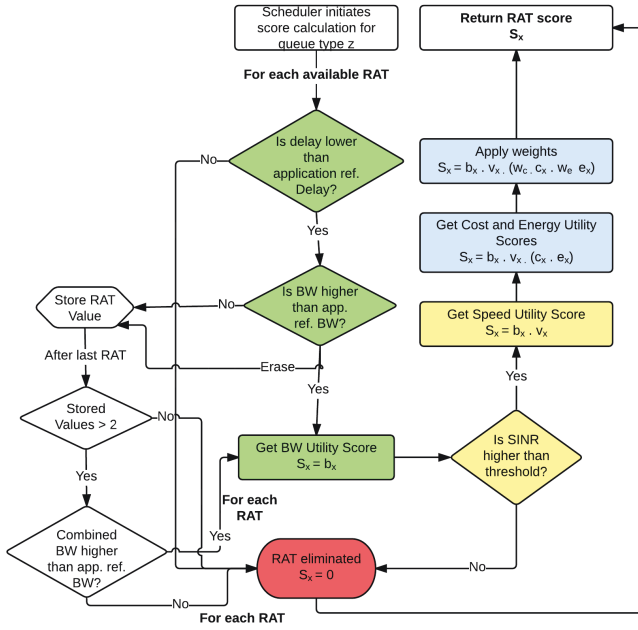 Scheduler initiates
score calculation for
queue type z
For each available RAT
Is delay lower
than
application ref.
Delay?
No
Yes
Is BW higher
than app.
ref. BW?
No
Store RAT
Value
After last RAT
Erase
Yes
Stored
Values > 2
No
Yes
Get BW Utility Score
Sₓ = bₓ
For each
RAT
Yes
Combined
BW higher
than app. ref.
BW?
No
For each RAT
RAT eliminated
Sₓ = 0
No
Is SINR
higher than
threshold?
Yes
Get Speed Utility Score
Sₓ = bₓ . vₓ
Get Cost and Energy Utility
Scores
Sₓ = bₓ . vₓ . (cₓ . eₓ)
Apply weights
Sₓ = bₓ . vₓ . (w꜀ . cₓ . wₑ eₓ)
Return RAT score
Sₓ